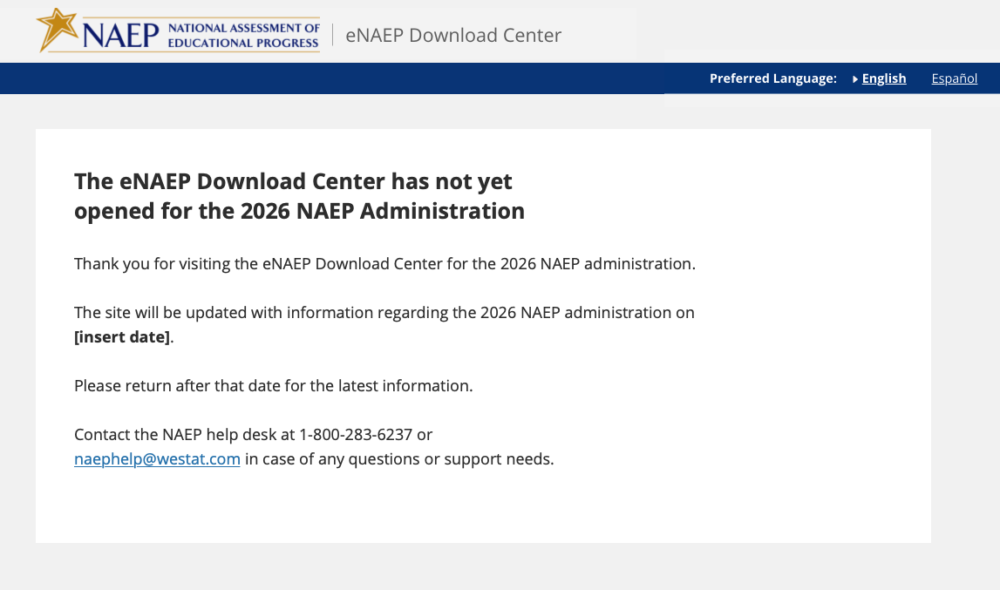 NAEP NATIONAL ASSESSMENT OF
EDUCATIONAL PROGRESS
eNAEP Download Center
Preferred Language: English Español
The eNAEP Download Center has not yet
opened for the 2026 NAEP Administration
Thank you for visiting the eNAEP Download Center for the 2026 NAEP administration.
The site will be updated with information regarding the 2026 NAEP administration on
[insert date].
Please return after that date for the latest information.
Contact the NAEP help desk at 1-800-283-6237 or
naephelp@westat.com in case of any questions or support needs.